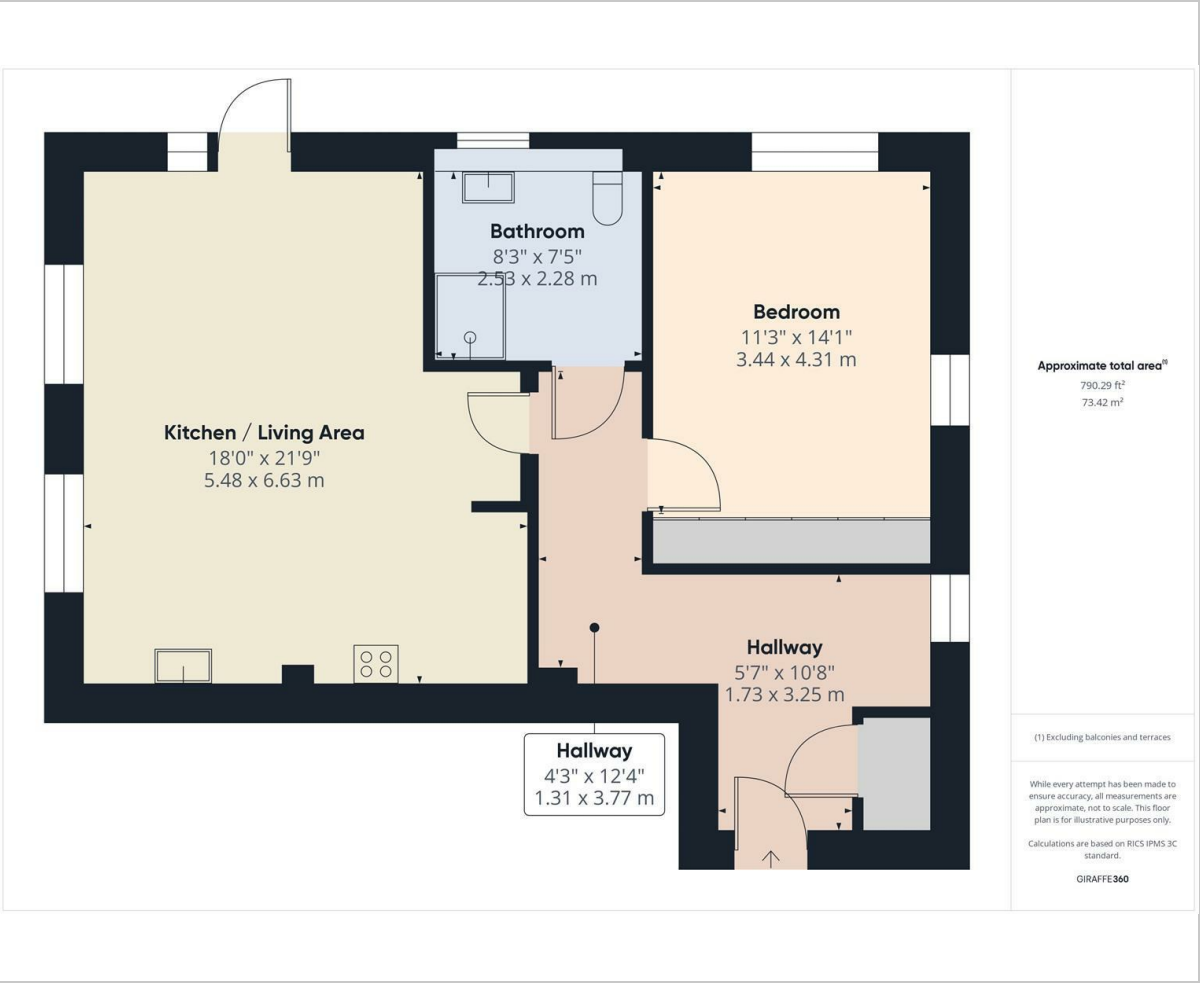 Bathroom
8'3" x 7'5"
2.53 x 2.28 m
Bedroom
11'3" x 14'1"
3.44 x 4.31 m
Kitchen / Living Area
18'0" x 21'9"
5.48 x 6.63 m
Hallway
5'7" x 10'8"
1.73 x 3.25 m
Hallway
4'3" x 12'4"
1.31 x 3.77 m
Approximate total area(1)
790.29 ft²
73.42 m²
(1) Excluding balconies and terraces
While every attempt has been made to
ensure accuracy, all measurements are
approximate, not to scale. This floor
plan is for illustrative purposes only.
Calculations are based on RICS IPMS 3C
standard.
GIRAFFE360